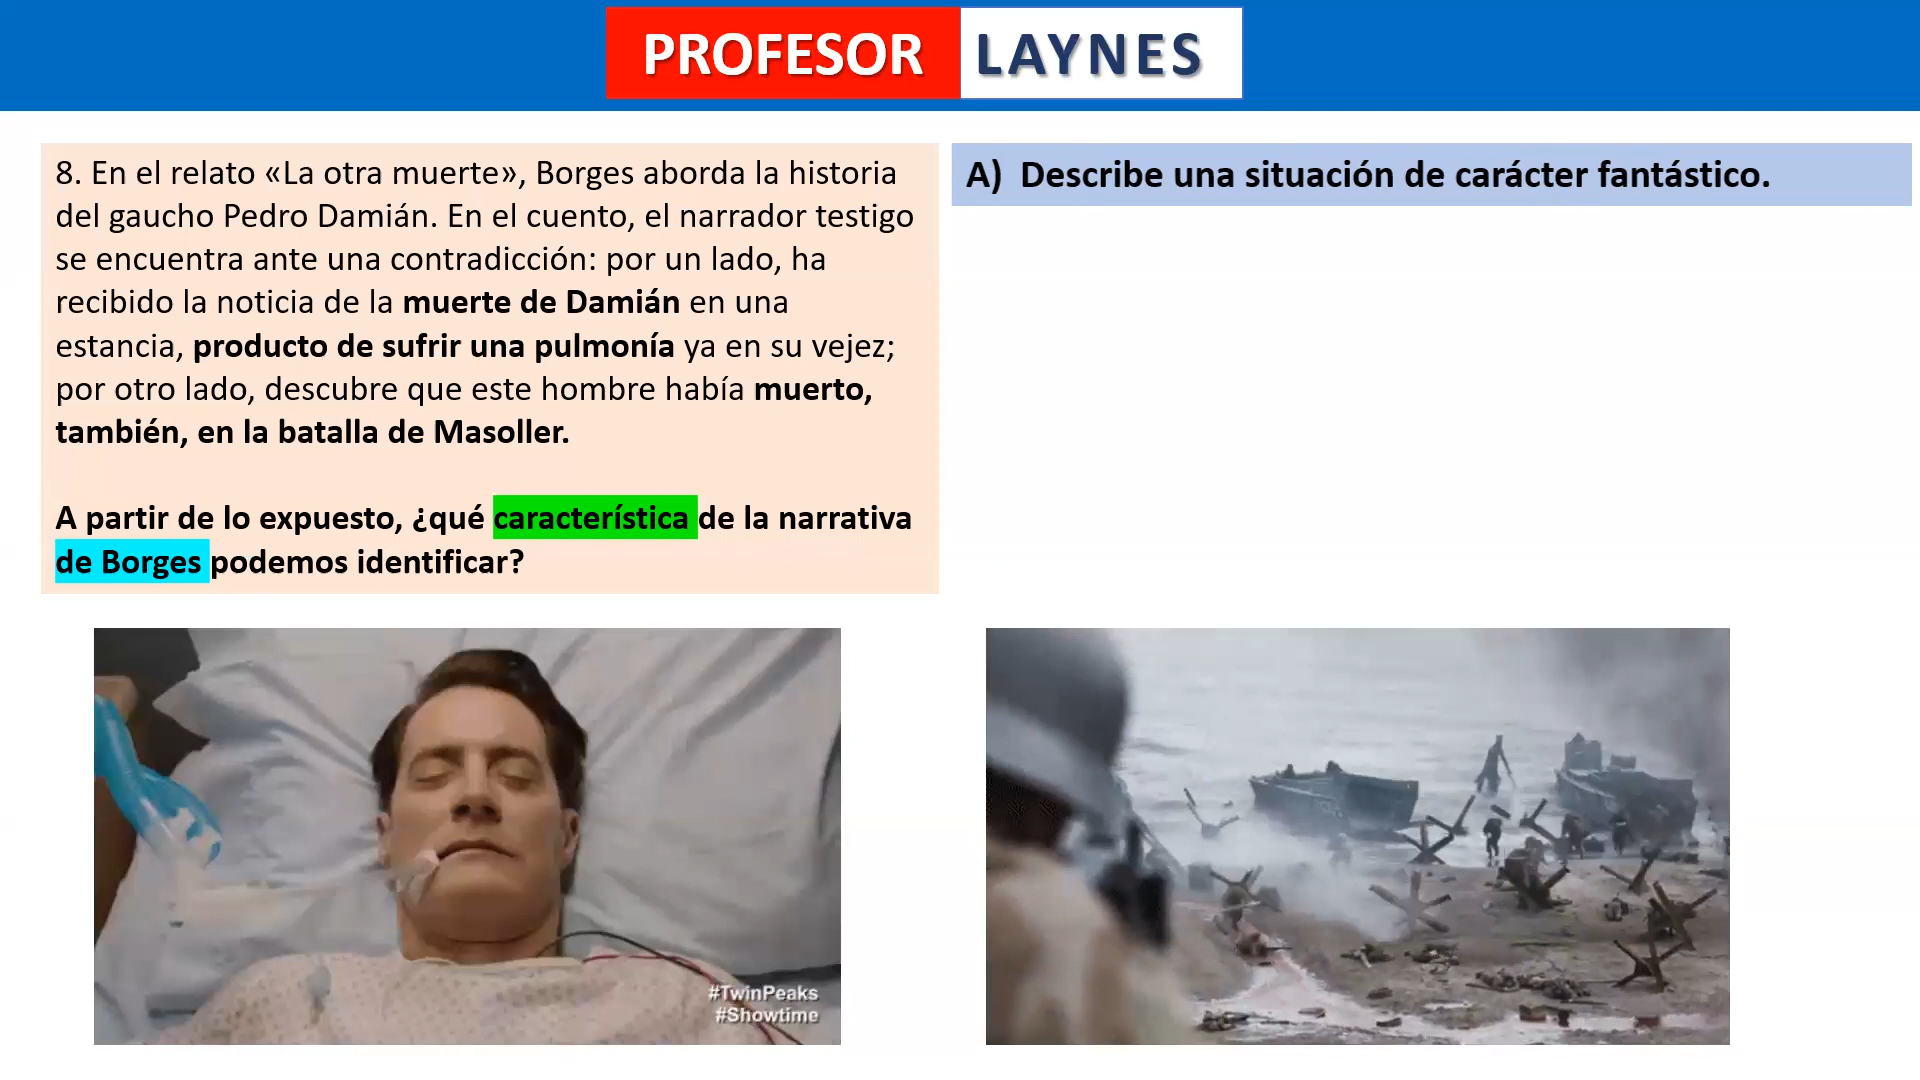 PROFESOR LAYNES
8. En el relato «La otra muerte», Borges aborda la historia
del gaucho Pedro Damián. En el cuento, el narrador testigo
se encuentra ante una contradicción: por un lado, ha
recibido la noticia de la muerte de Damián en una
estancia, producto de sufrir una pulmonía ya en su vejez;
por otro lado, descubre que este hombre había muerto,
también, en la batalla de Masoller.
A partir de lo expuesto, ¿qué característica de la narrativa
de Borges podemos identificar?
A) Describe una situación de carácter fantástico.
#TwinPeaks
#Showtime